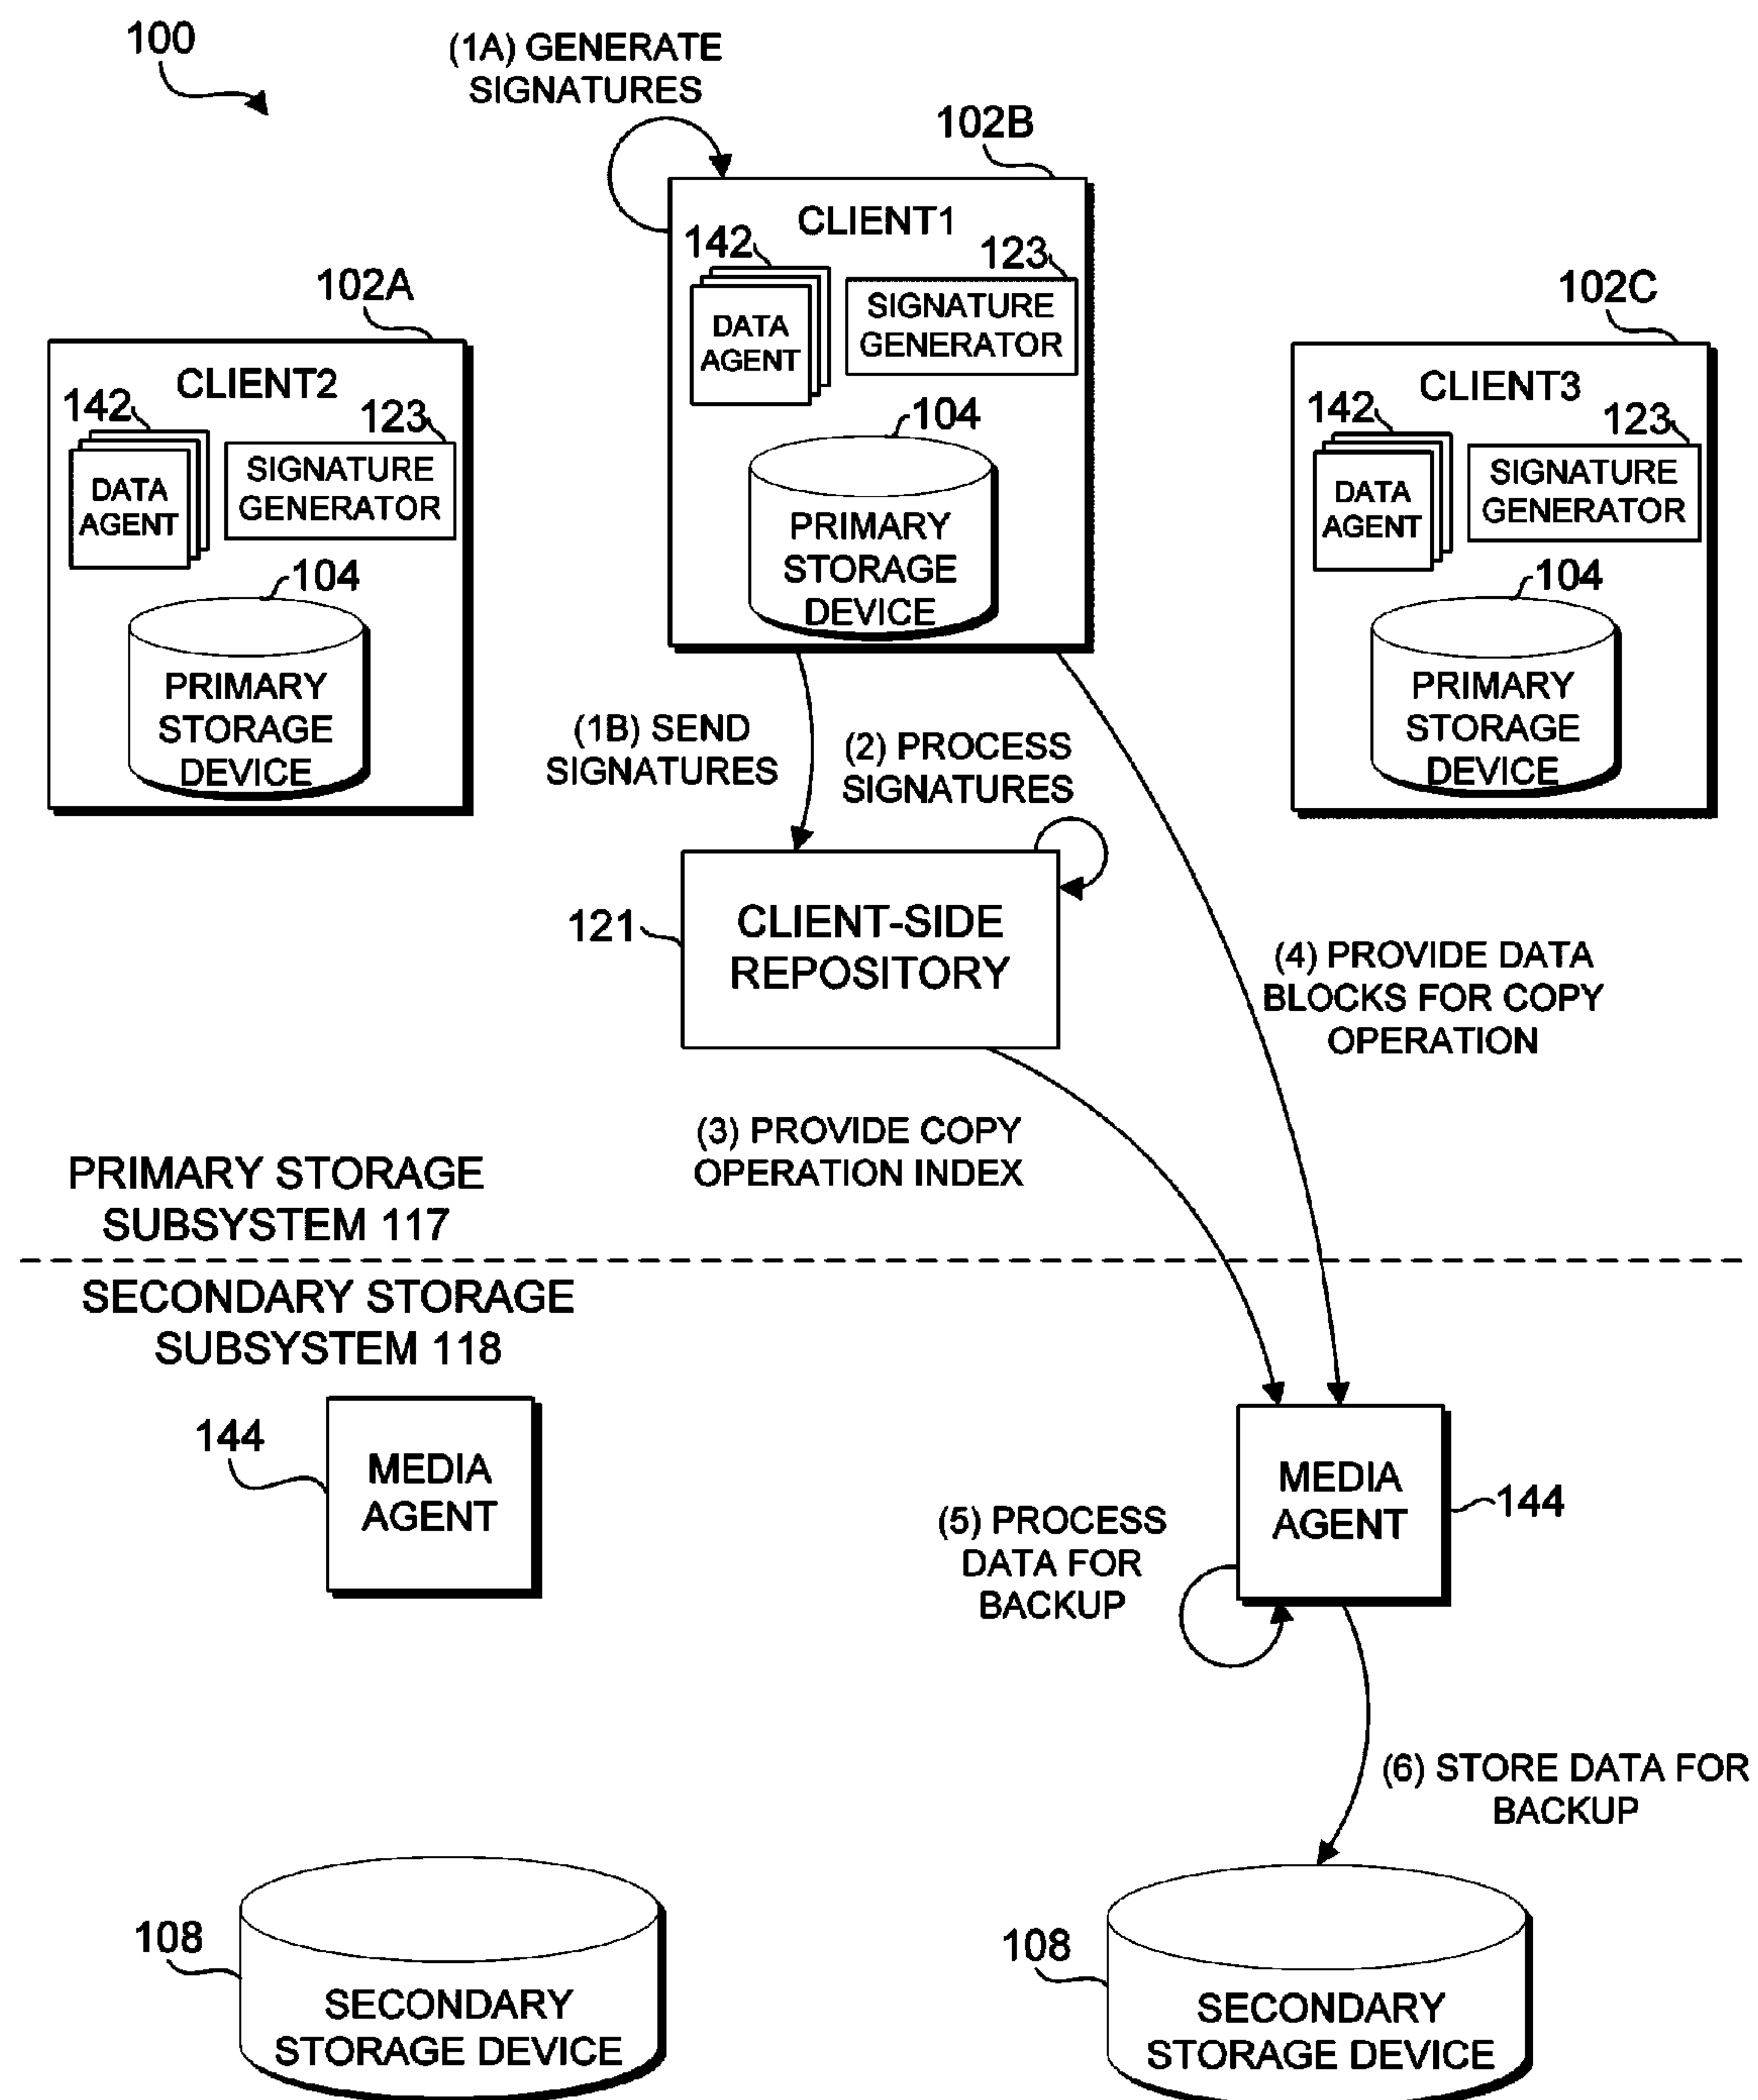 100
(1A) GENERATE
SIGNATURES
102B
CLIENT1
142
123
DATA
AGENT
SIGNATURE
GENERATOR
104
PRIMARY
STORAGE
DEVICE
102A
CLIENT2
142
123
DATA
AGENT
SIGNATURE
GENERATOR
104
PRIMARY
STORAGE
DEVICE
102C
CLIENT3
142
123
DATA
AGENT
SIGNATURE
GENERATOR
104
PRIMARY
STORAGE
DEVICE
(1B) SEND
SIGNATURES
(2) PROCESS
SIGNATURES
121
CLIENT-SIDE
REPOSITORY
(4) PROVIDE DATA
BLOCKS FOR COPY
OPERATION
(3) PROVIDE COPY
OPERATION INDEX
PRIMARY STORAGE
SUBSYSTEM 117
SECONDARY STORAGE
SUBSYSTEM 118
144
MEDIA
AGENT
MEDIA
AGENT
144
(5) PROCESS
DATA FOR
BACKUP
(6) STORE DATA FOR
BACKUP
108
SECONDARY
STORAGE DEVICE
108
SECONDARY
STORAGE DEVICE